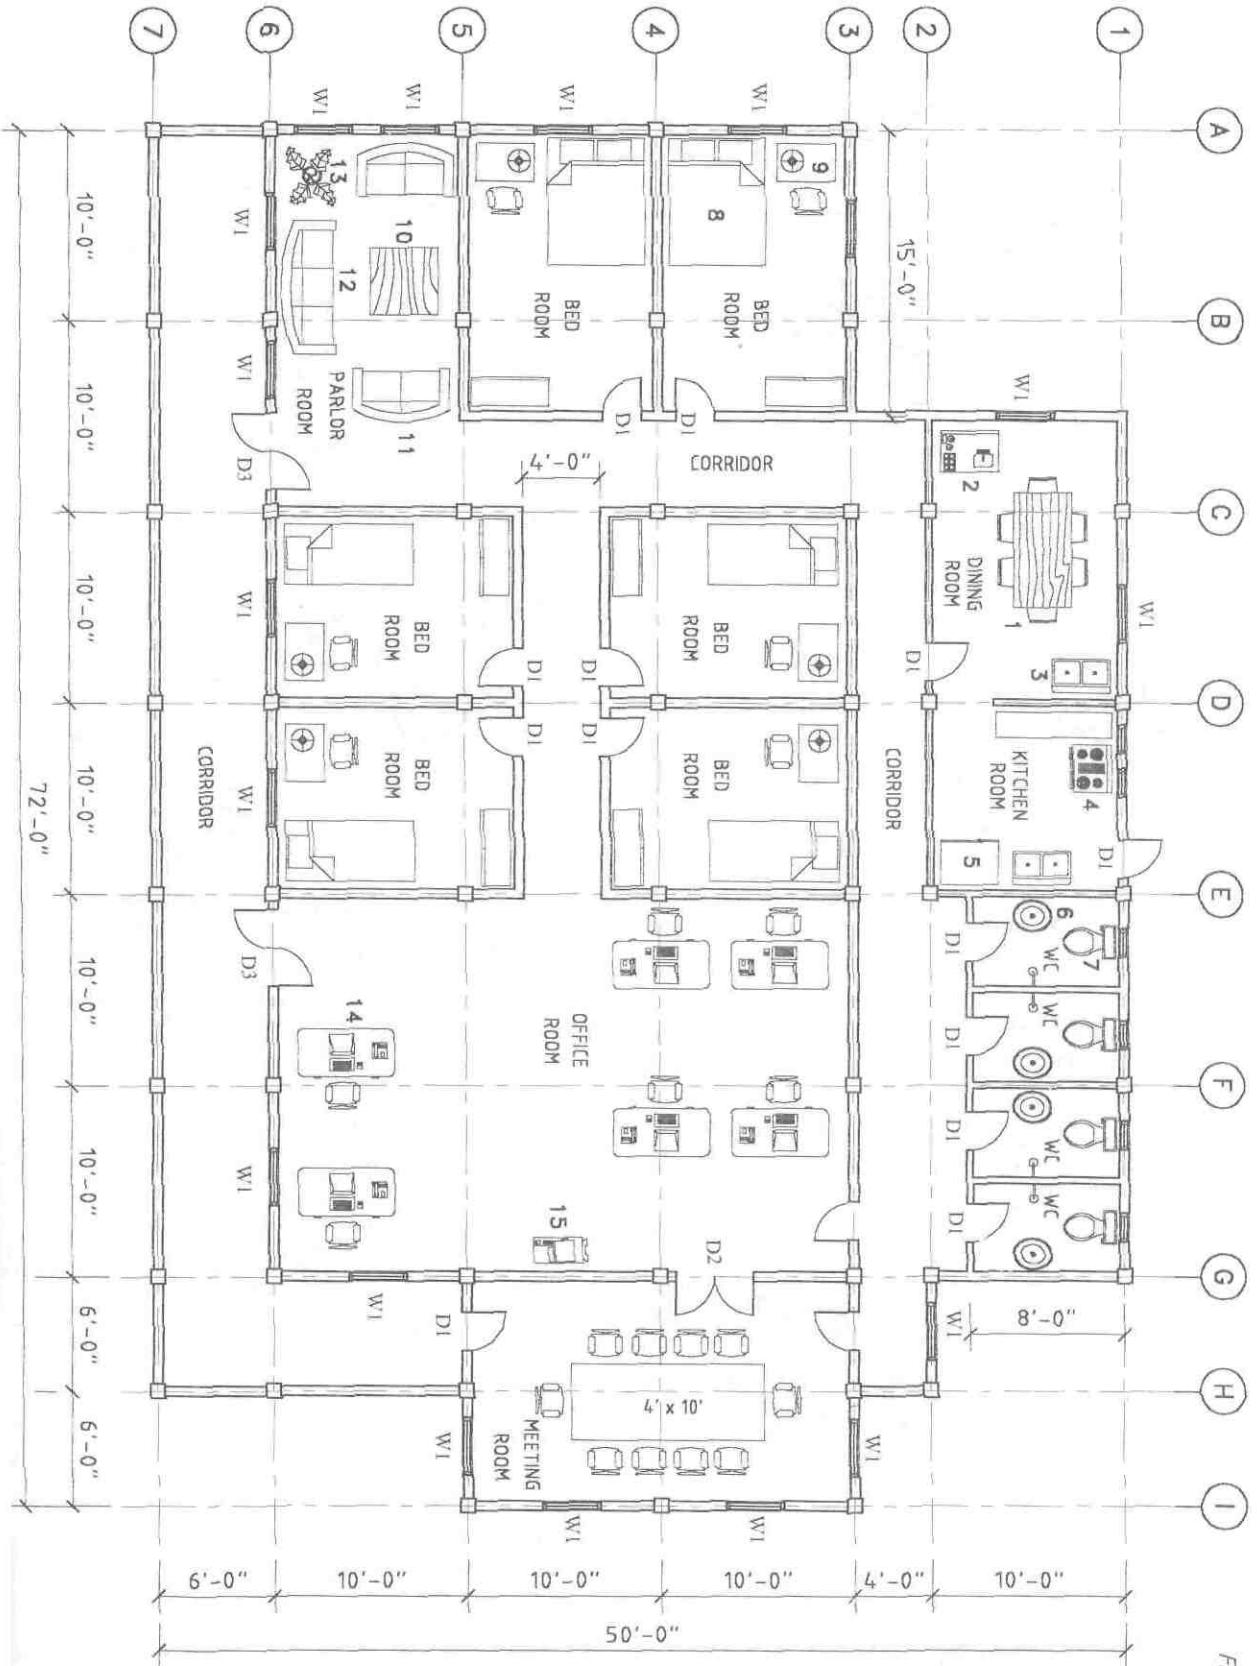 7
6
5
4
3
2
1
A
B
C
D
E
F
G
H
I
W1
W1
W1
W1
15'-0"
10'-0"
10'-0"
10'-0"
10'-0"
10'-0"
10'-0"
6'-0"
6'-0"
72'-0"
13
10
12
11
W1
W1
PARLOR
ROOM
D3
8
9
BED
ROOM
BED
ROOM
D1
D1
4'-0"
CORRIDOR
W1
2
DINING
ROOM
1
W1
3
D1
KITCHEN
ROOM
4
5
D1
CORRIDOR
CORRIDOR
BED
ROOM
BED
ROOM
BED
ROOM
BED
ROOM
D1
D1
D1
D1
W1
W1
D3
6
7
WC
WC
WC
WC
D1
D1
D1
D1
14
OFFICE
ROOM
15
W1
W1
D2
D1
W1
8'-0"
4' x 10'
MEETING
ROOM
W1
W1
W1
W1
6'-0"
10'-0"
10'-0"
10'-0"
4'-0"
10'-0"
50'-0"